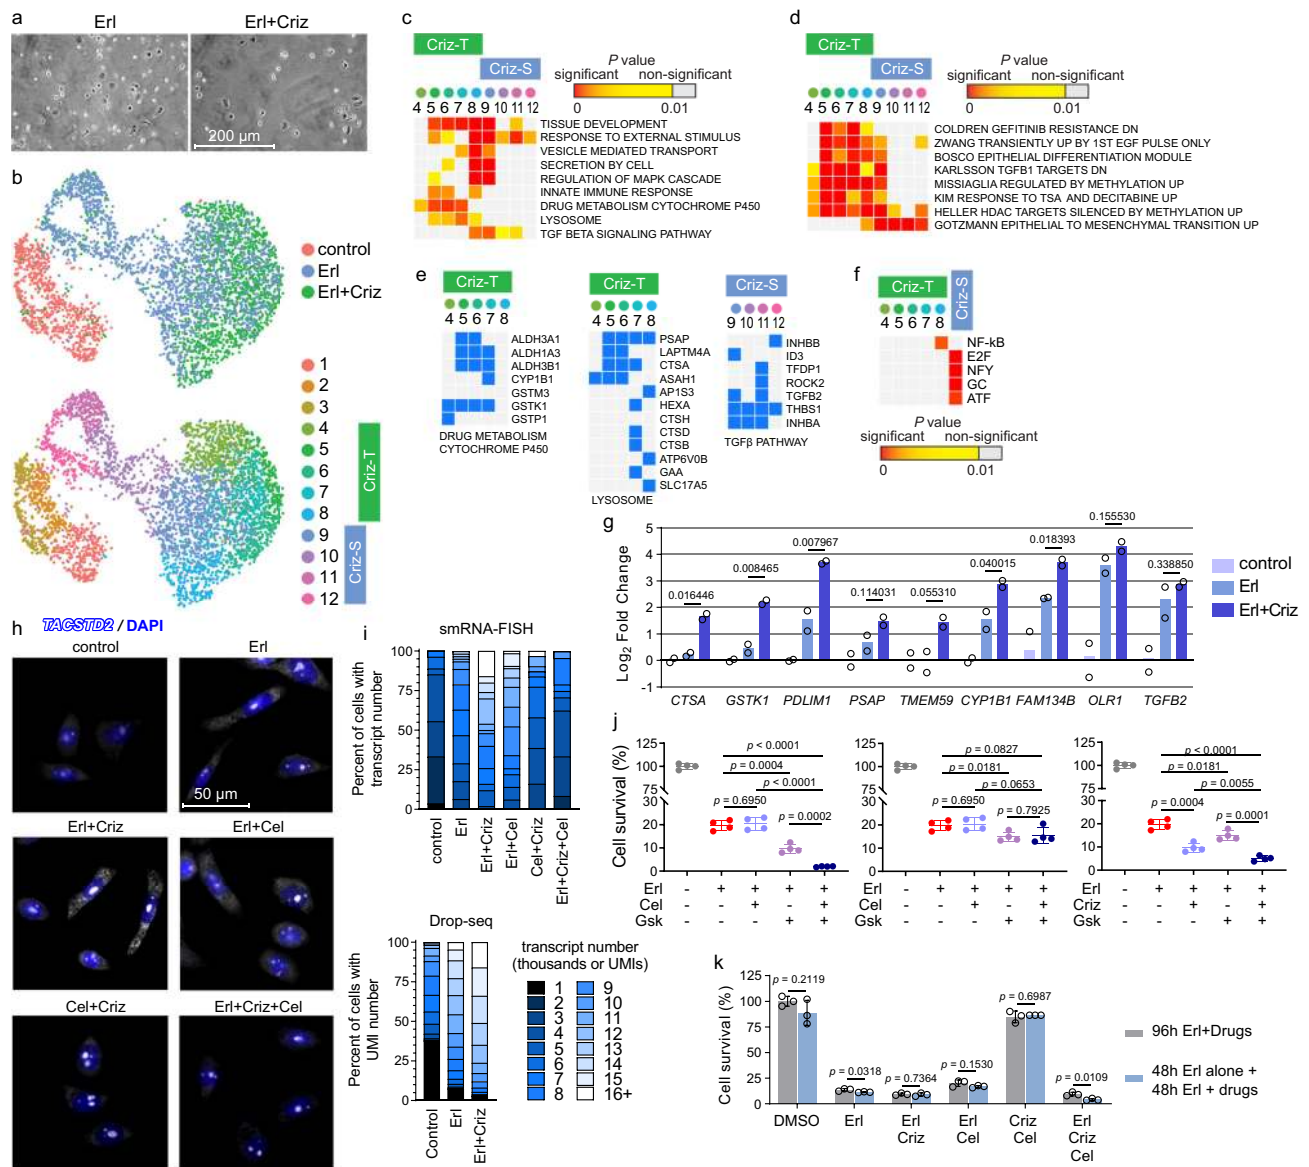 a
Erl
Erl+Criz
200 µm
b
control
Erl
Erl+Criz
1
2
3
4
5
6
7
8
9
10
11
12
Criz-T
Criz-S
c
Criz-T
Criz-S
P value
significant non-significant
0 0.01
4 5 6 7 8 9 10 11 12
TISSUE DEVELOPMENT
RESPONSE TO EXTERNAL STIMULUS
VESICLE MEDIATED TRANSPORT
SECRETION BY CELL
REGULATION OF MAPK CASCADE
INNATE IMMUNE RESPONSE
DRUG METABOLISM CYTOCHROME P450
LYSOSOME
TGF BETA SIGNALING PATHWAY
d
Criz-T
Criz-S
P value
significant non-significant
0 0.01
4 5 6 7 8 9 10 11 12
COLDREN GEFITINIB RESISTANCE DN
ZWANG TRANSIENTLY UP BY 1ST EGF PULSE ONLY
BOSCO EPITHELIAL DIFFERENTIATION MODULE
KARLSSON TGFB1 TARGETS DN
MISSIAGLIA REGULATED BY METHYLATION UP
KIM RESPONSE TO TSA AND DECITABINE UP
HELLER HDAC TARGETS SILENCED BY METHYLATION UP
GOTZMANN EPITHELIAL TO MESENCHYMAL TRANSITION UP
e
Criz-T
4 5 6 7 8
ALDH3A1
ALDH1A3
ALDH3B1
CYP1B1
GSTM3
GSTK1
GSTP1
DRUG METABOLISM
CYTOCHROME P450
Criz-T
4 5 6 7 8
PSAP
LAPTM4A
CTSA
ASAH1
AP1S3
HEXA
CTSH
CTSD
CTSB
ATP6V0B
GAA
SLC17A5
LYSOSOME
Criz-S
9 10 11 12
INHBB
ID3
TFDP1
ROCK2
TGFB2
THBS1
INHBA
TGFβ PATHWAY
f
Criz-T
Criz-S
4 5 6 7 8
NF-kB
E2F
NFY
GC
ATF
P value
significant non-significant
0 0.01
g
Log2 Fold Change
5
4
3
2
1
0
-1
0.016446
0.008465
0.007967
0.114031
0.055310
0.040015
0.018393
0.155530
0.338850
CTSA GSTK1 PDLIM1 PSAP TMEM59 CYP1B1 FAM134B OLR1 TGFB2
control
Erl
Erl+Criz
h
TACSTD2 / DAPI
control
Erl
50 µm
Erl+Criz
Erl+Cel
Cel+Criz
Erl+Criz+Cel
i
smRNA-FISH
Percent of cells with
transcript number
100
75
50
25
0
control
Erl
Erl+Criz
Erl+Cel
Cel+Criz
Erl+Criz+Cel
Drop-seq
Percent of cells with
UMI number
100
75
50
25
0
Control
Erl
Erl+Criz
transcript number
(thousands or UMIs)
1 9
2 10
3 11
4 12
5 13
6 14
7 15
8 16+
j
Cell survival (%)
125
100
75
30
20
10
0
p < 0.0001
p = 0.0004
p < 0.0001
p = 0.6950
p = 0.0002
Erl - + + + +
Cel - - + - +
Gsk - - - + +
125
100
75
30
20
10
0
p = 0.0827
p = 0.0181
p = 0.0653
p = 0.6950
p = 0.7925
Erl - + + + +
Cel - - + - +
Gsk - - - + +
125
100
75
30
20
10
0
p < 0.0001
p = 0.0181
p = 0.0055
p = 0.0004
p = 0.0001
Erl - + + + +
Criz - - + - +
Gsk - - - + +
k
Cell survival (%)
125
100
75
50
25
0
p = 0.2119
p = 0.0318
p = 0.7364
p = 0.1530
p = 0.6987
p = 0.0109
DMSO
Erl
Erl
Criz
Erl
Cel
Criz
Cel
Erl
Criz
Cel
96h Erl+Drugs
48h Erl alone +
48h Erl + drugs